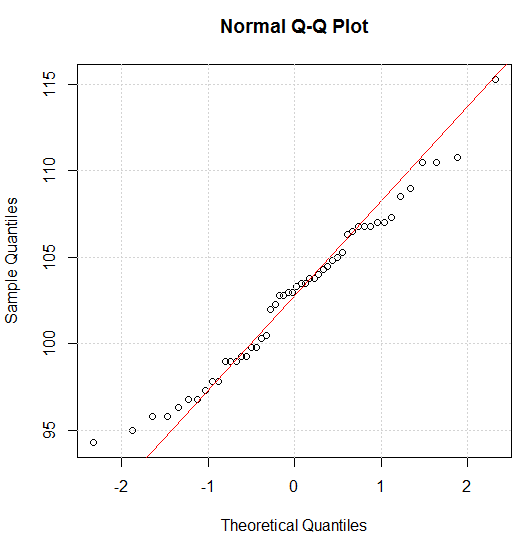 Normal Q-Q Plot
115
110
105
100
95
Sample Quantiles
-2 -1 0 1 2
Theoretical Quantiles